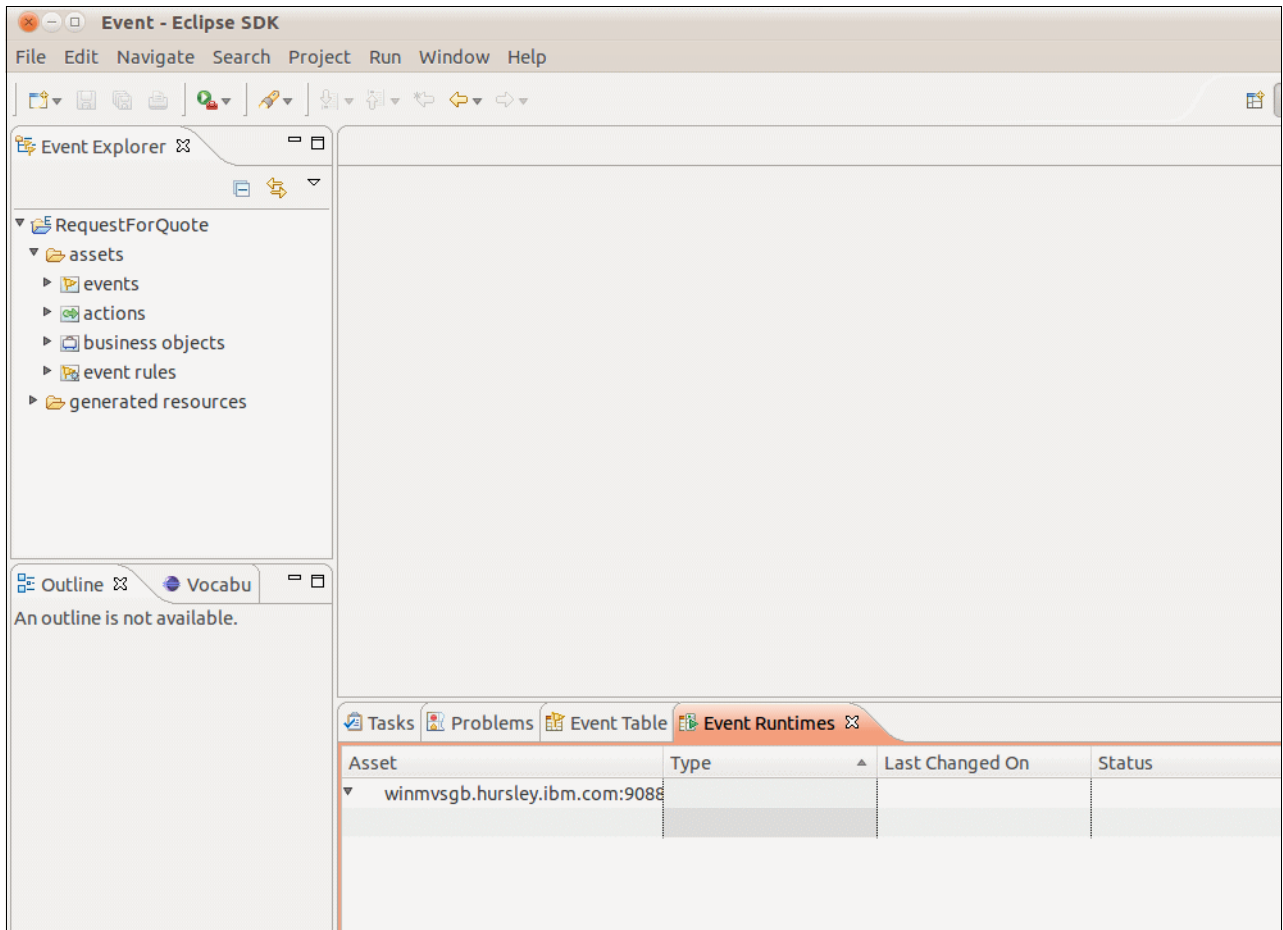 Event - Eclipse SDK
File Edit Navigate Search Project Run Window Help
Event Explorer
RequestForQuote
assets
events
actions
business objects
event rules
generated resources
Outline Vocabu
An outline is not available.
Tasks Problems Event Table Event Runtimes
Asset Type Last Changed On Status
winmvsgb.hursley.ibm.com:9088